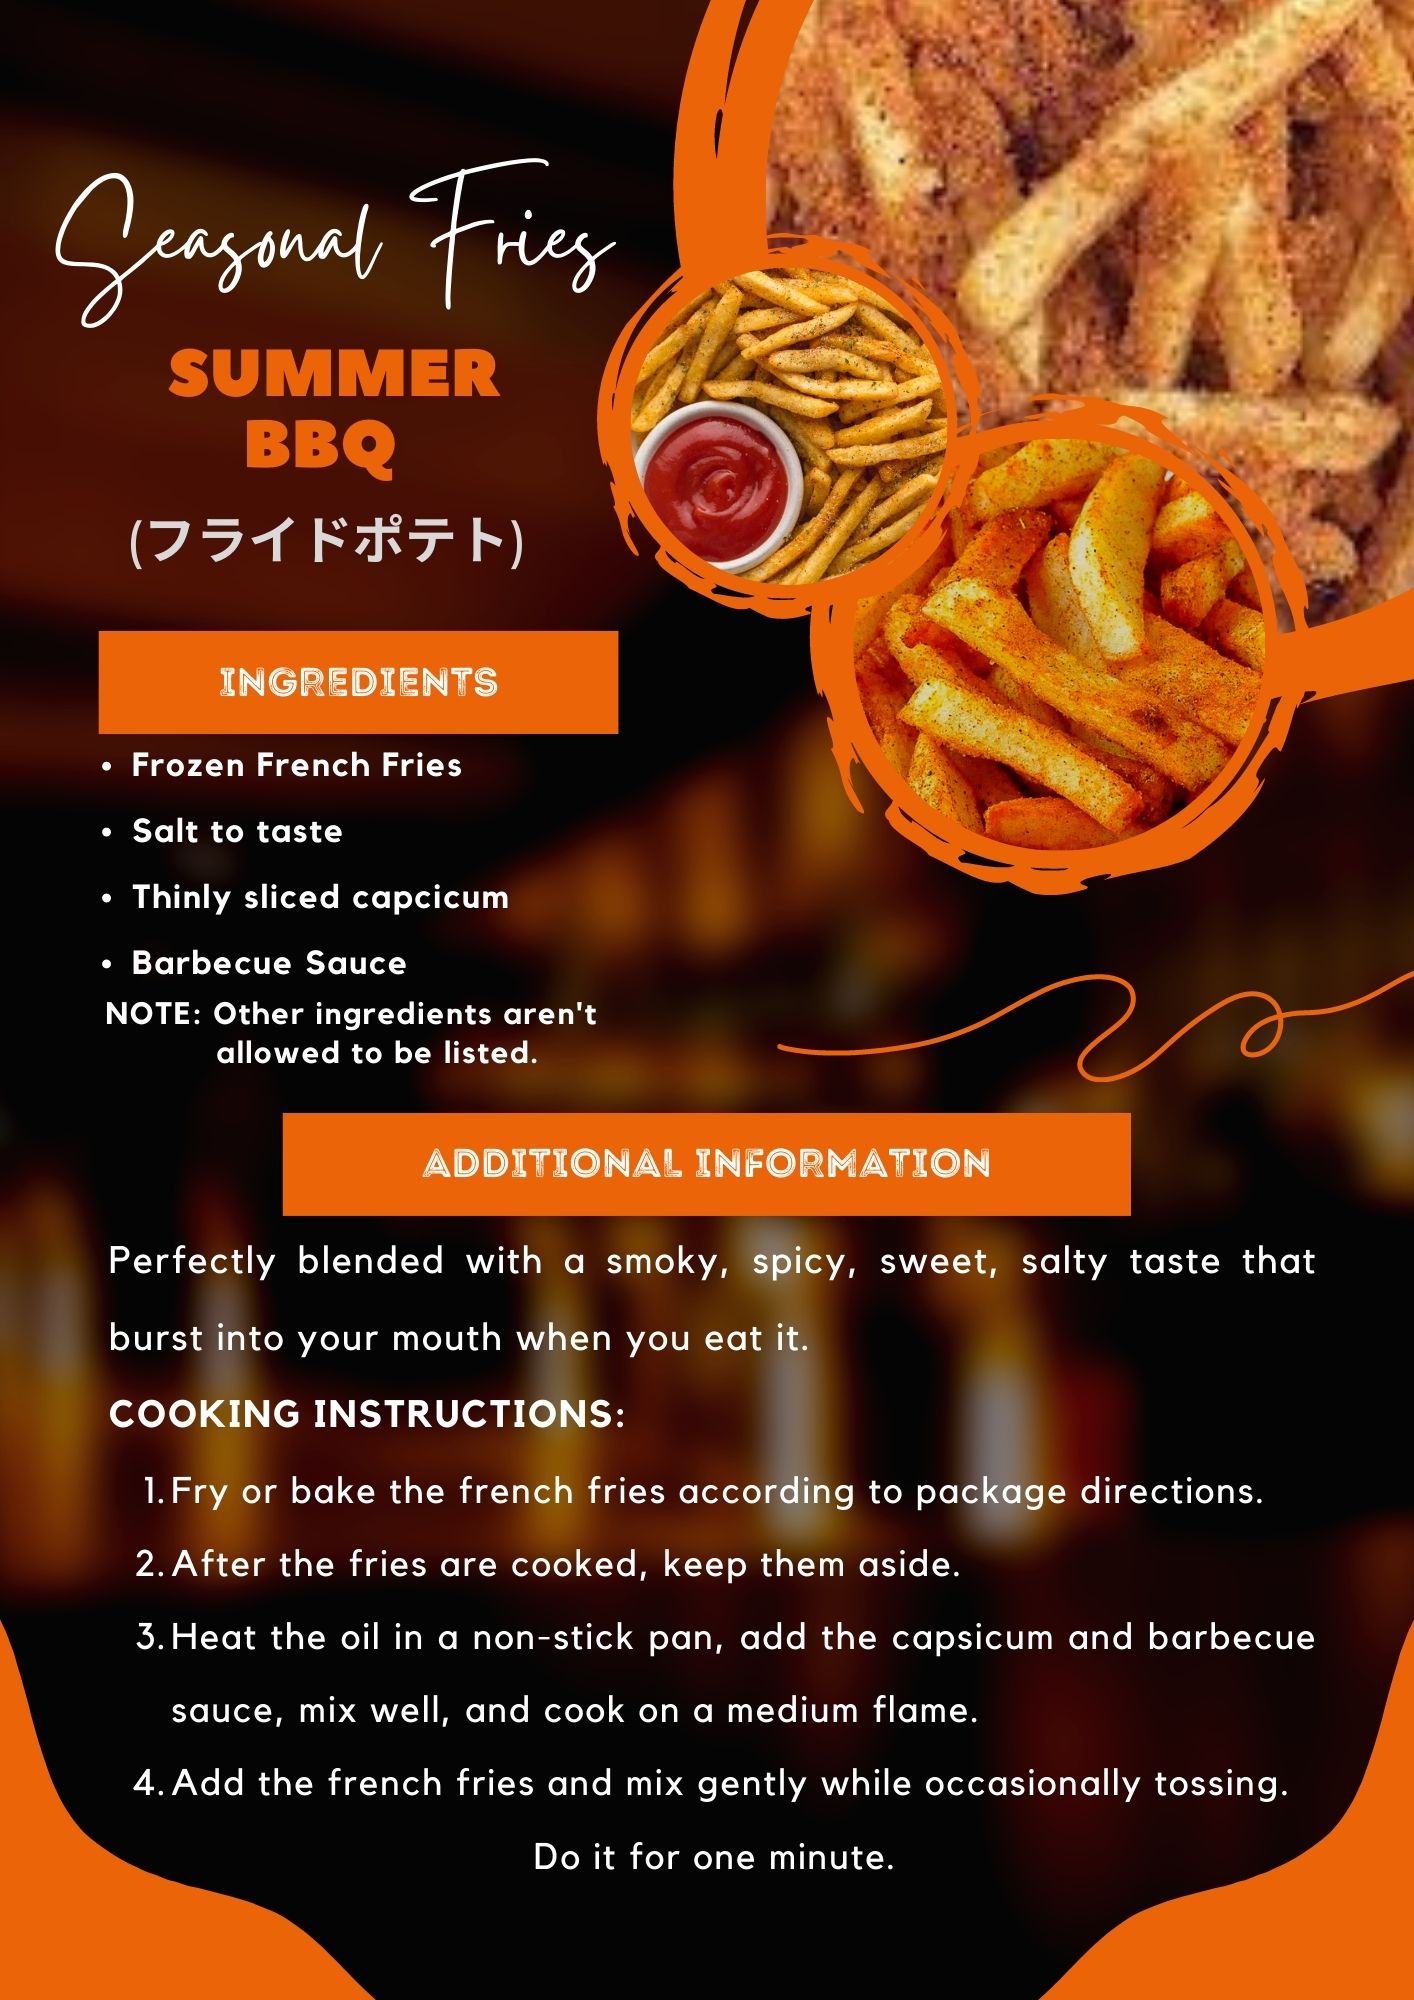 Seasonal Fries
SUMMER
BBQ
(フライドポテト)
INGREDIENTS
• Frozen French Fries
• Salt to taste
• Thinly sliced capcicum
• Barbecue Sauce
NOTE: Other ingredients aren't
allowed to be listed.
ADDITIONAL INFORMATION
Perfectly blended with a smoky, spicy, sweet, salty taste that
burst into your mouth when you eat it.
COOKING INSTRUCTIONS:
1. Fry or bake the french fries according to package directions.
2. After the fries are cooked, keep them aside.
3. Heat the oil in a non-stick pan, add the capsicum and barbecue
sauce, mix well, and cook on a medium flame.
4. Add the french fries and mix gently while occasionally tossing.
Do it for one minute.